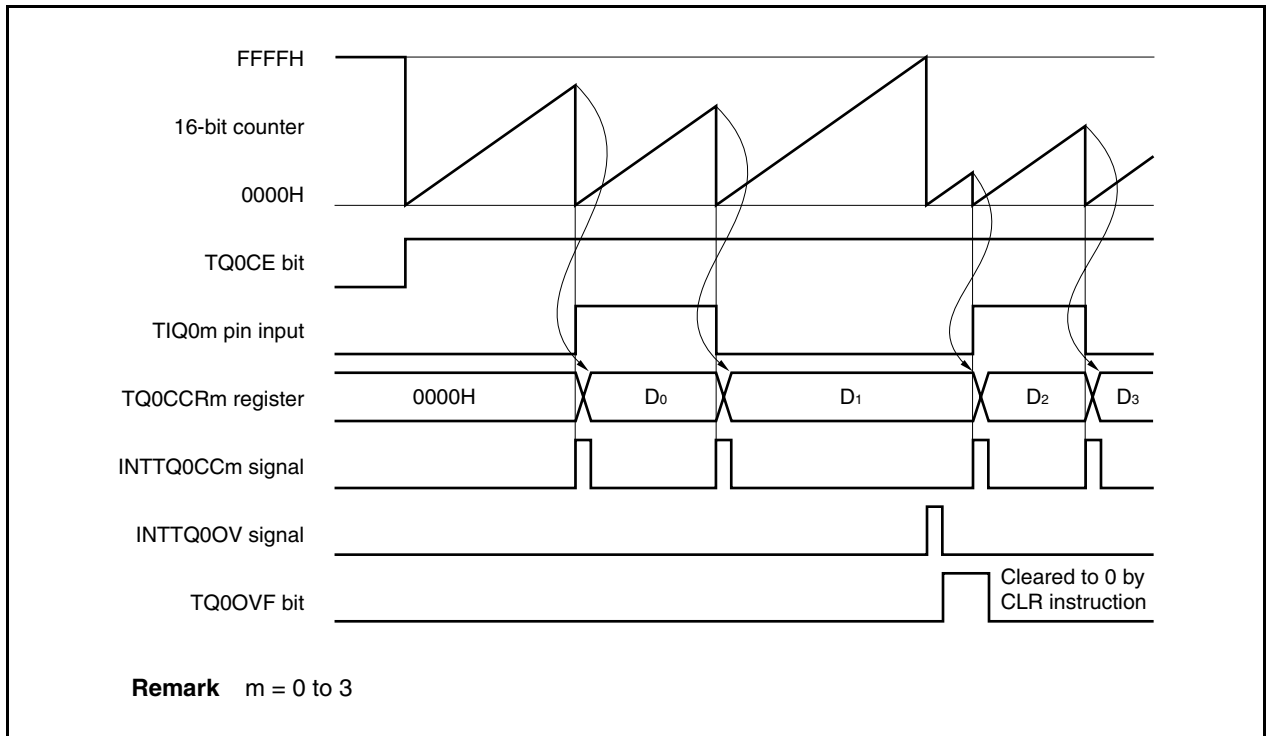 FFFFH
16-bit counter
0000H
TQ0CE bit
TIQ0m pin input
TQ0CCRm register
0000H
D0
D1
D2
D3
INTTQ0CCm signal
INTTQ0OV signal
TQ0OVF bit
Cleared to 0 by
CLR instruction
Remark m = 0 to 3